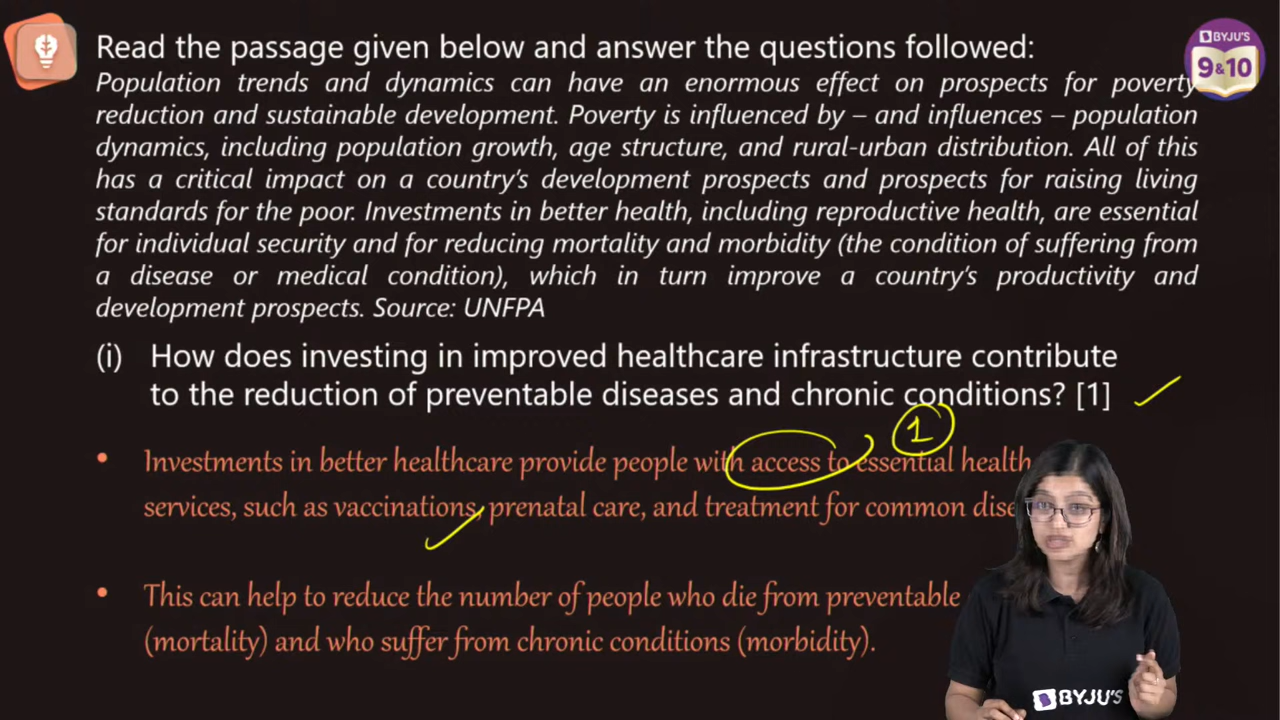 Read the passage given below and answer the questions followed:
BYJU'S
9&10
Population trends and dynamics can have an enormous effect on prospects for poverty
reduction and sustainable development. Poverty is influenced by – and influences – population
dynamics, including population growth, age structure, and rural-urban distribution. All of this
has a critical impact on a country's development prospects and prospects for raising living
standards for the poor. Investments in better health, including reproductive health, are essential
for individual security and for reducing mortality and morbidity (the condition of suffering from
a disease or medical condition), which in turn improve a country's productivity and
development prospects. Source: UNFPA
(i) How does investing in improved healthcare infrastructure contribute
to the reduction of preventable diseases and chronic conditions? [1]
1
• Investments in better healthcare provide people with access to essential health
services, such as vaccinations, prenatal care, and treatment for common
• This can help to reduce the number of people who die from preventable
(mortality) and who suffer from chronic conditions (morbidity).
BYJU'S